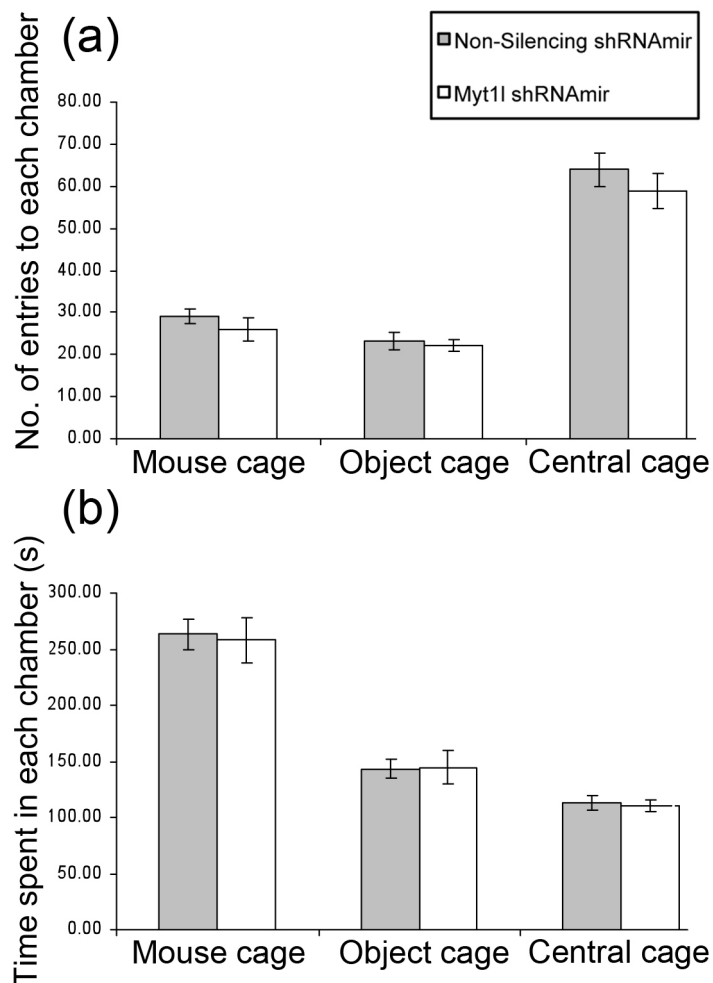 (a)
Non-Silencing shRNAmir
Myt1l shRNAmir
No. of entries to each chamber
80.00
70.00
60.00
50.00
40.00
30.00
20.00
10.00
0.00
Mouse cage
Object cage
Central cage
(b)
Time spent in each chamber (s)
300.00
250.00
200.00
150.00
100.00
50.00
0.00
Mouse cage
Object cage
Central cage